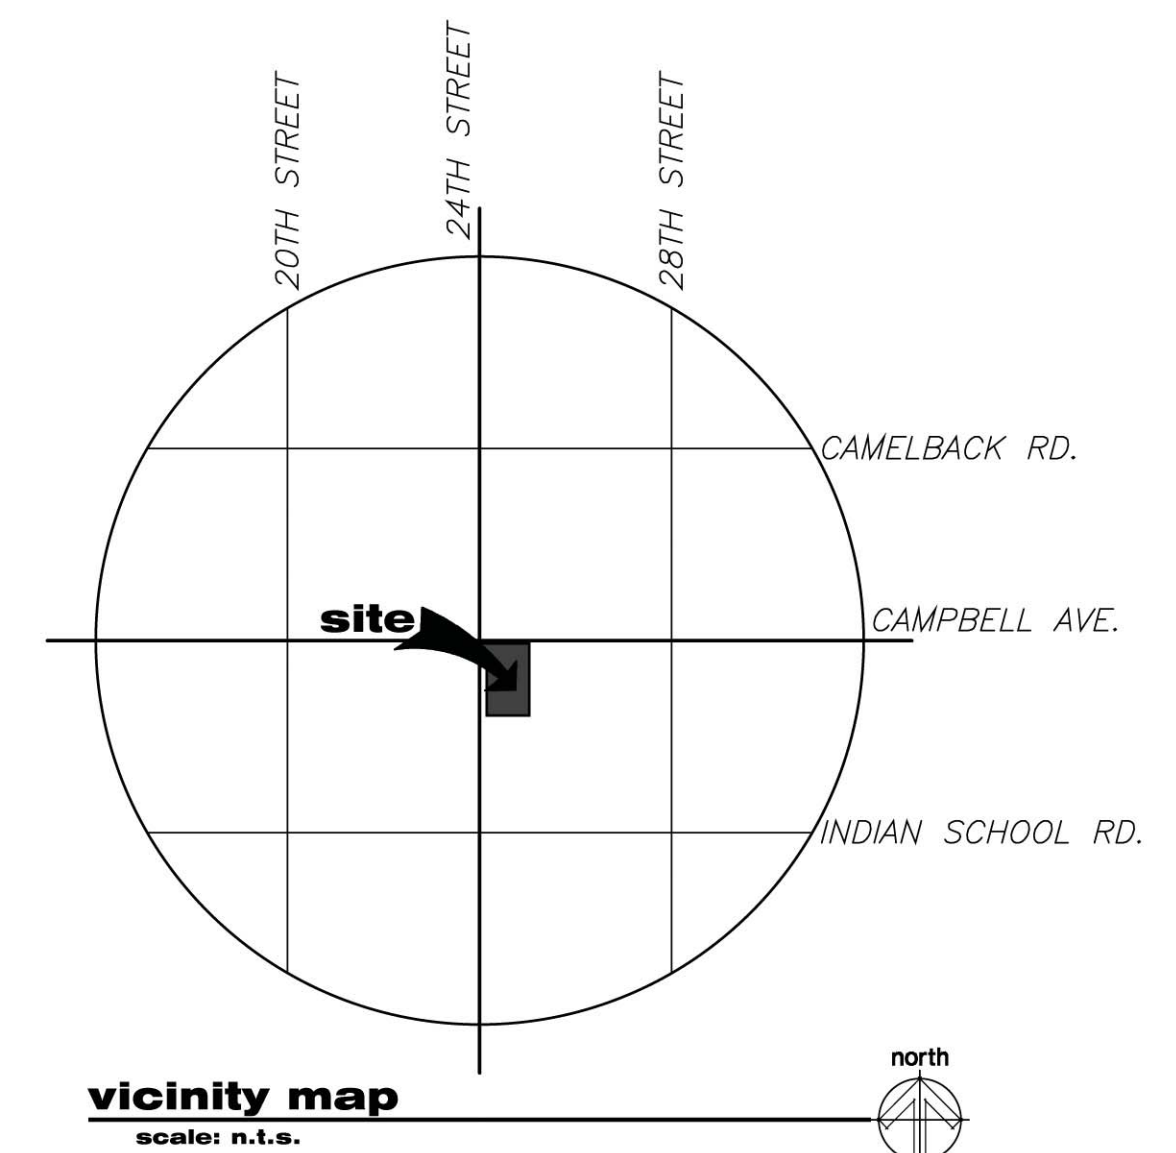 24TH STREET
20TH STREET
28TH STREET
CAMELBACK RD.
site
CAMPBELL AVE.
INDIAN SCHOOL RD.
north
vicinity map
scale: n.t.s.